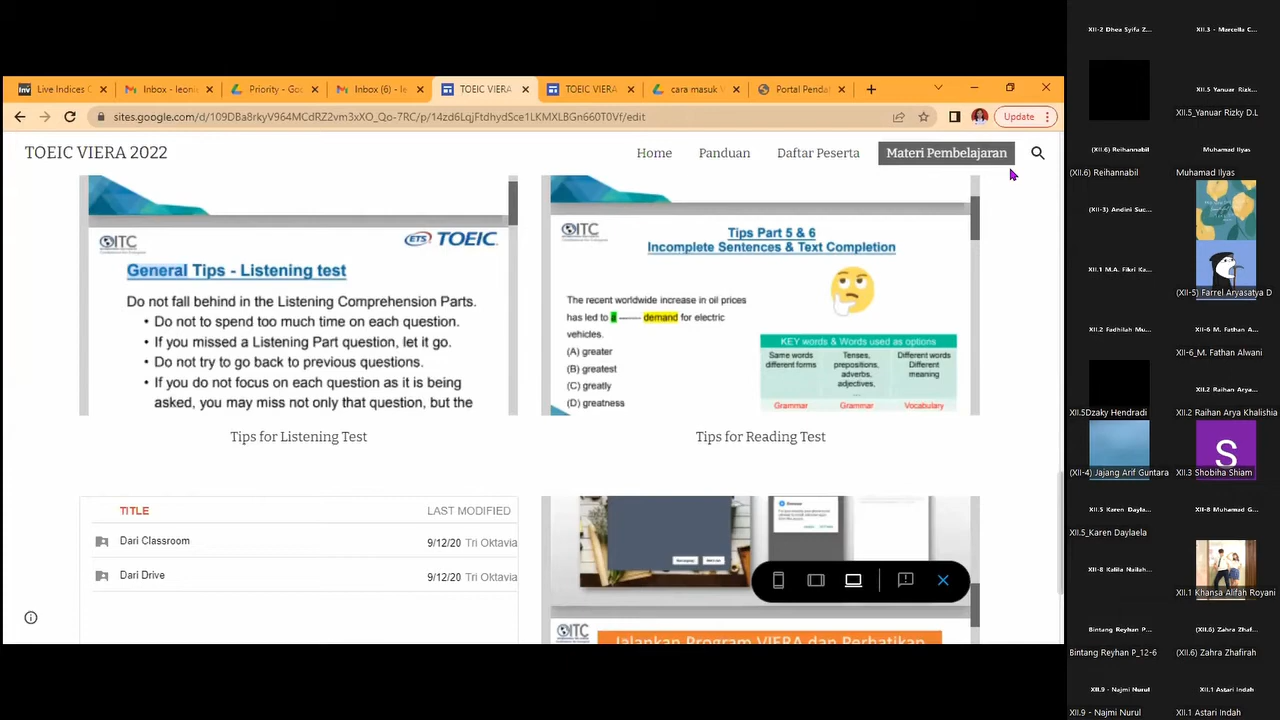 Live Indices
Inbox - leoni
Priority - Goo
Inbox (6) - le
TOEIC VIERA
TOEIC VIERA
cara masuk V
Portal Pendaf
sites.google.com/d/109DBa8rkyV964MCdRZ2vm3xXO_Qo-7RC/p/14zd6LqjFtdhydSce1LKMXLBGn660T0Vf/edit
Update
TOEIC VIERA 2022
Home
Panduan
Daftar Peserta
Materi Pembelajaran
ITC
ETS TOEIC
General Tips - Listening test
Do not fall behind in the Listening Comprehension Parts.
• Do not to spend too much time on each question.
• If you missed a Listening Part question, let it go.
• Do not try to go back to previous questions.
• If you do not focus on each question as it is being
asked, you may miss not only that question, but the
Tips for Listening Test
ITC
Tips Part 5 & 6
Incomplete Sentences & Text Completion
The recent worldwide increase in oil prices
has led to a ------- demand for electric
vehicles.
(A) greater
(B) greatest
(C) greatly
(D) greatness
KEY words & Words used as options
Same words different forms
Tenses, prepositions, adverbs, adjectives, ...
Different words Different meaning
Grammar
Grammar
Vocabulary
Tips for Reading Test
TITLE
LAST MODIFIED
Dari Classroom
9/12/20 Tri Oktavia
Dari Drive
9/12/20 Tri Oktavia
ITC
Jalankan Program VIERA dan Perhatikan
XII-2 Dhea Syifa Z...
XII.3 - Marcella C...
XII.5 Yanuar Rizk...
XII.5_Yanuar Rizky D.L
(XII.6) Reihannabil
(XII.6) Reihannabil
Muhamad Ilyas
Muhamad Ilyas
(XII-3) Andini Suc...
XII.1 M.A. Fikri Ka...
(XII-5) Farrel Aryasatya D
XII.2 Fadhilah Mu...
XII-6 M. Fathan A...
XII-6_M. Fathan Alwani
XII.5Dzaky Hendradi
XII.2 Raihan Arya...
XII.2 Raihan Arya Khalishia
(XII-4) Jajang Arif Guntara
S
XII.3 Shobiha Shiam
XII.5 Karen Dayla...
XII.5_Karen Daylaela
XII-8 Muhamad G...
XII-8 Kalila Nailah...
XII.1 Khansa Alifah Royani
Bintang Reyhan P...
Bintang Reyhan P_12-6
(XII.6) Zahra Zhaf...
(XII.6) Zahra Zhafirah
XII.9 - Najmi Nurul
XII.9 - Najmi Nurul
XII.1 Astari Indah
XII.1 Astari Indah